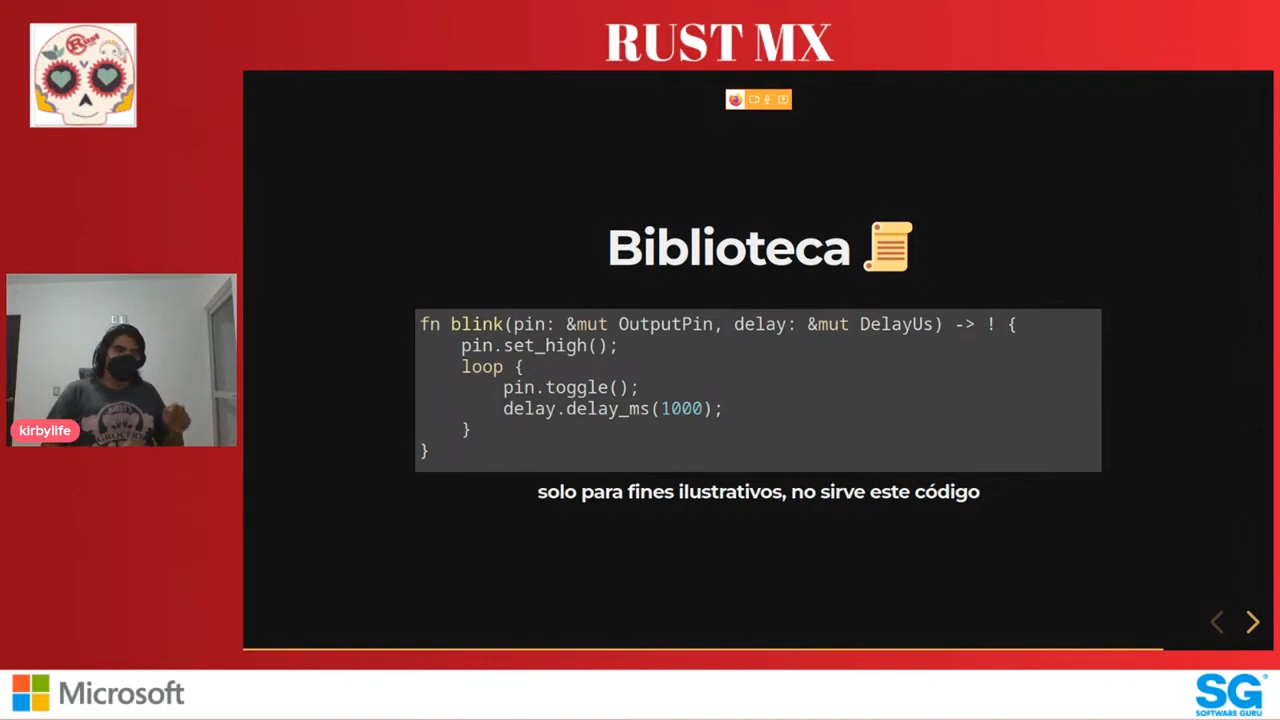 RUST MX
Rust
Biblioteca
fn blink(pin: &mut OutputPin, delay: &mut DelayUs) -> ! {
    pin.set_high();
    loop {
        pin.toggle();
        delay.delay_ms(1000);
    }
}
solo para fines ilustrativos, no sirve este código
kirbylife
Microsoft
SG
SOFTWARE GURU